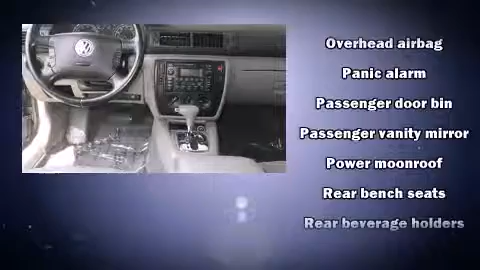 Overhead airbag
Panic alarm
Passenger door bin
Passenger vanity mirror
Power moonroof
Rear bench seats
Rear beverage holders